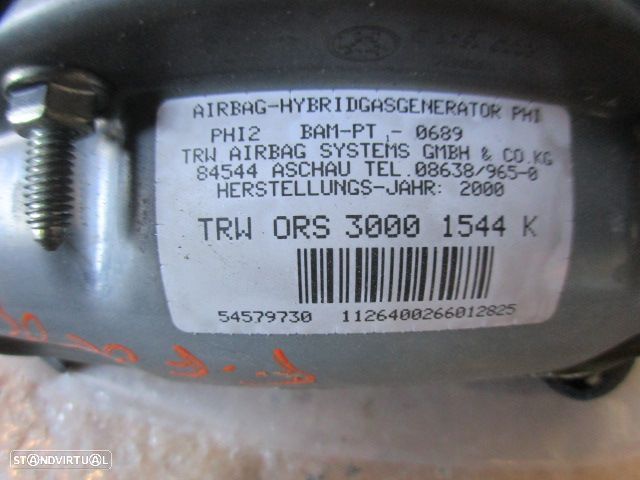 AIRBAG-HYBRIDGASGENERATOR PHI
PHI2 BAM-PT - 0689
TRW AIRBAG SYSTEMS GMBH & CO.KG
84544 ASCHAU TEL.08638/965-0
HERSTELLUNGS-JAHR: 2000
TRW ORS 3000 1544 K
54579730 1126400266012825
STANDVIRTUAL